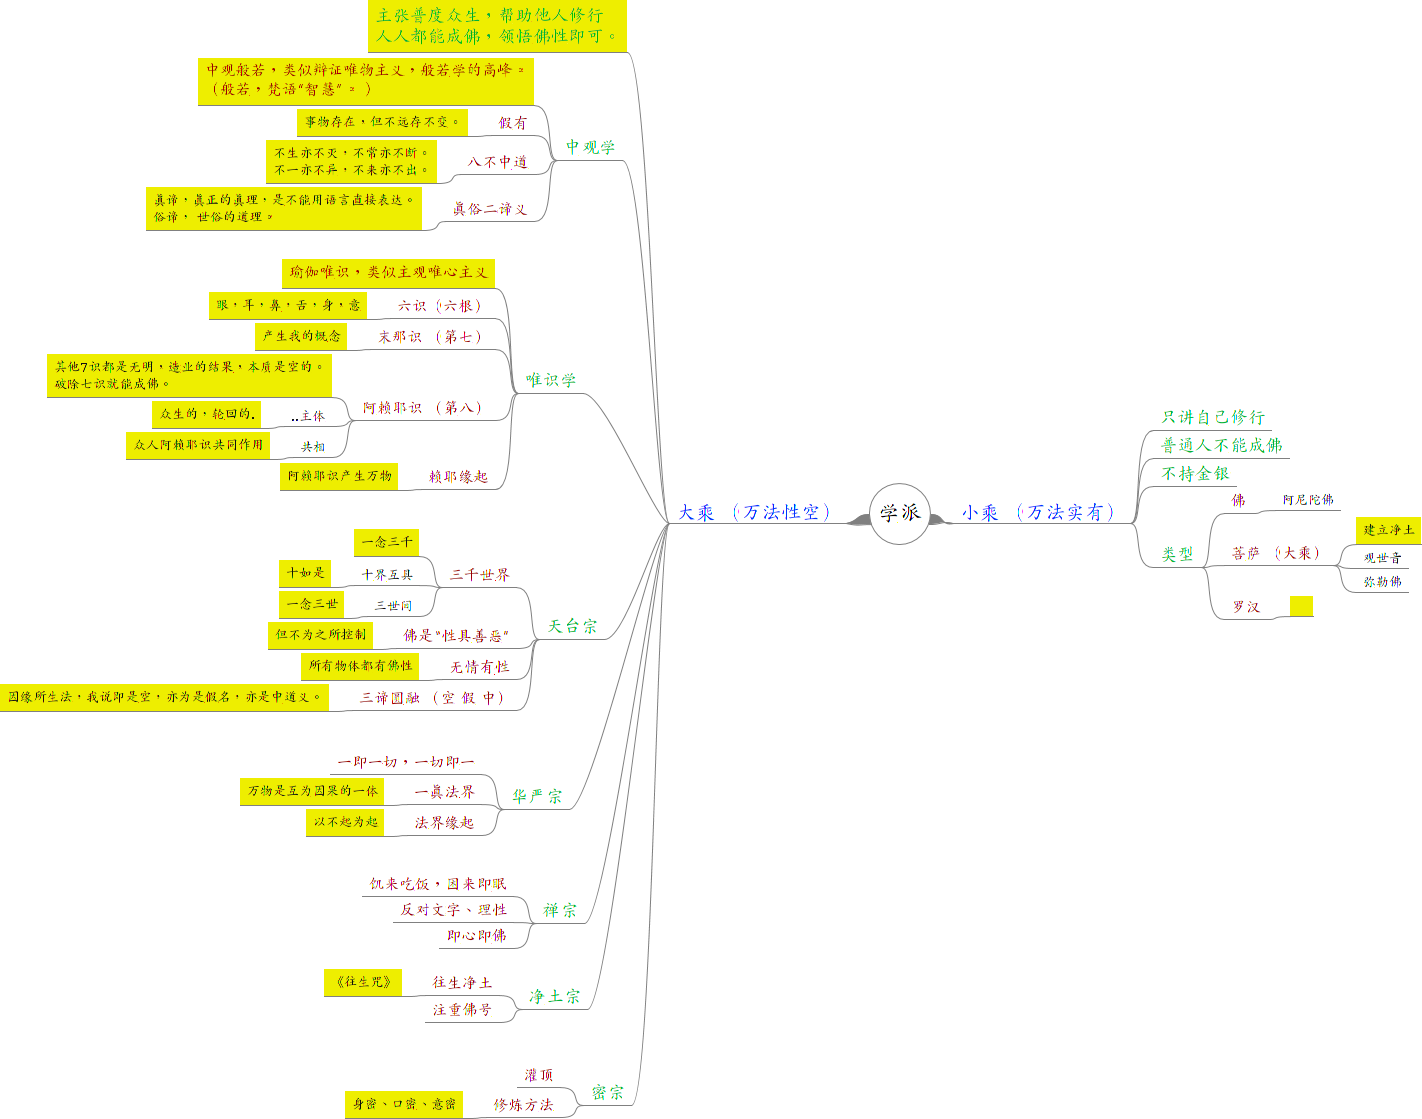 主张普度众生，帮助他人修行
人人都能成佛，领悟佛性即可。
中观般若，类似辩证唯物主义，般若学的高峰。
（般若，梵语“智慧”。）
事物存在，但不远存不变。
假有
中观学
不生亦不灭，不常亦不断。
不一亦不异，不来亦不出。
八不中道
真谛，真正的真理，是不能用语言直接表达。
俗谛， 世俗的道理。
真俗二谛义
瑜伽唯识，类似主观唯心主义
眼，耳，鼻，舌，身，意
六识（六根）
产生我的概念
末那识 （第七）
其他7识都是无明，造业的结果，本质是空的。
破除七识就能成佛。
唯识学
阿赖耶识 （第八）
众生的，轮回的.
..主体
众人阿赖耶识共同作用
共相
阿赖耶识产生万物
赖耶缘起
大乘 （万法性空）
学派
小乘 （万法实有）
只讲自己修行
普通人不能成佛
不持金银
类型
佛
阿尼陀佛
菩萨 （大乘）
建立净土
观世音
弥勒佛
罗汉
一念三千
十如是
十界互具
三千世界
一念三世
三世间
天台宗
但不为之所控制
佛是“性具善恶”
所有物体都有佛性
无情有性
因缘所生法，我说即是空，亦为是假名，亦是中道义。
三谛圆融 （空 假 中）
一即一切，一切即一
万物是互为因果的一体
一真法界
华严宗
以不起为起
法界缘起
饥来吃饭，困来即眠
反对文字、理性
禅宗
即心即佛
《往生咒》
往生净土
净土宗
注重佛号
灌顶
密宗
身密、口密、意密
修炼方法